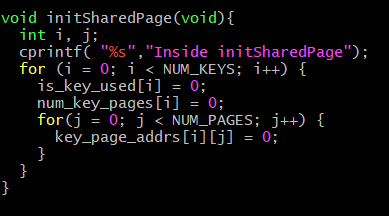 void initSharedPage(void){
  int i, j;
  cprintf( "%s","Inside initSharedPage");
  for (i = 0; i < NUM_KEYS; i++) {
    is_key_used[i] = 0;
    num_key_pages[i] = 0;
    for(j = 0; j < NUM_PAGES; j++) {
      key_page_addrs[i][j] = 0;
    }
  }
}